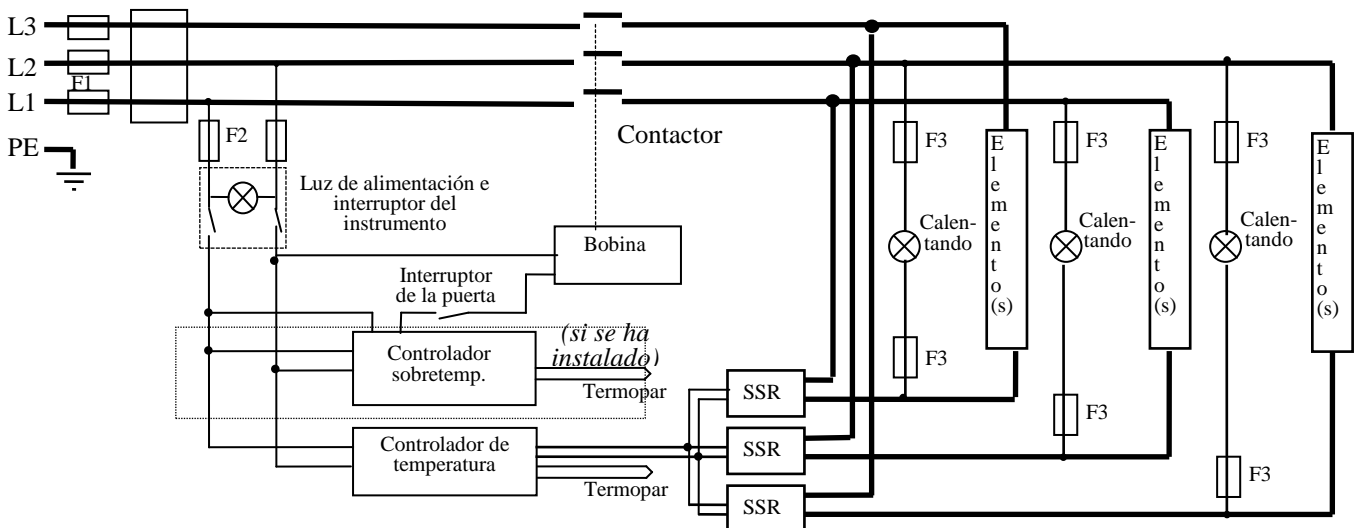 L3
L2
F1
L1
PE
F2
Luz de alimentación e
interruptor del
instrumento
Contactor
Bobina
Interruptor
de la puerta
(si se ha
instalado)
Controlador
sobretemp.
Termopar
Controlador de
temperatura
Termopar
SSR
SSR
SSR
F3
Calen-
tando
F3
Elemento
(s)
F3
Calen-
tando
F3
Elemento
(s)
F3
Calen-
tando
F3
Elemento
(s)